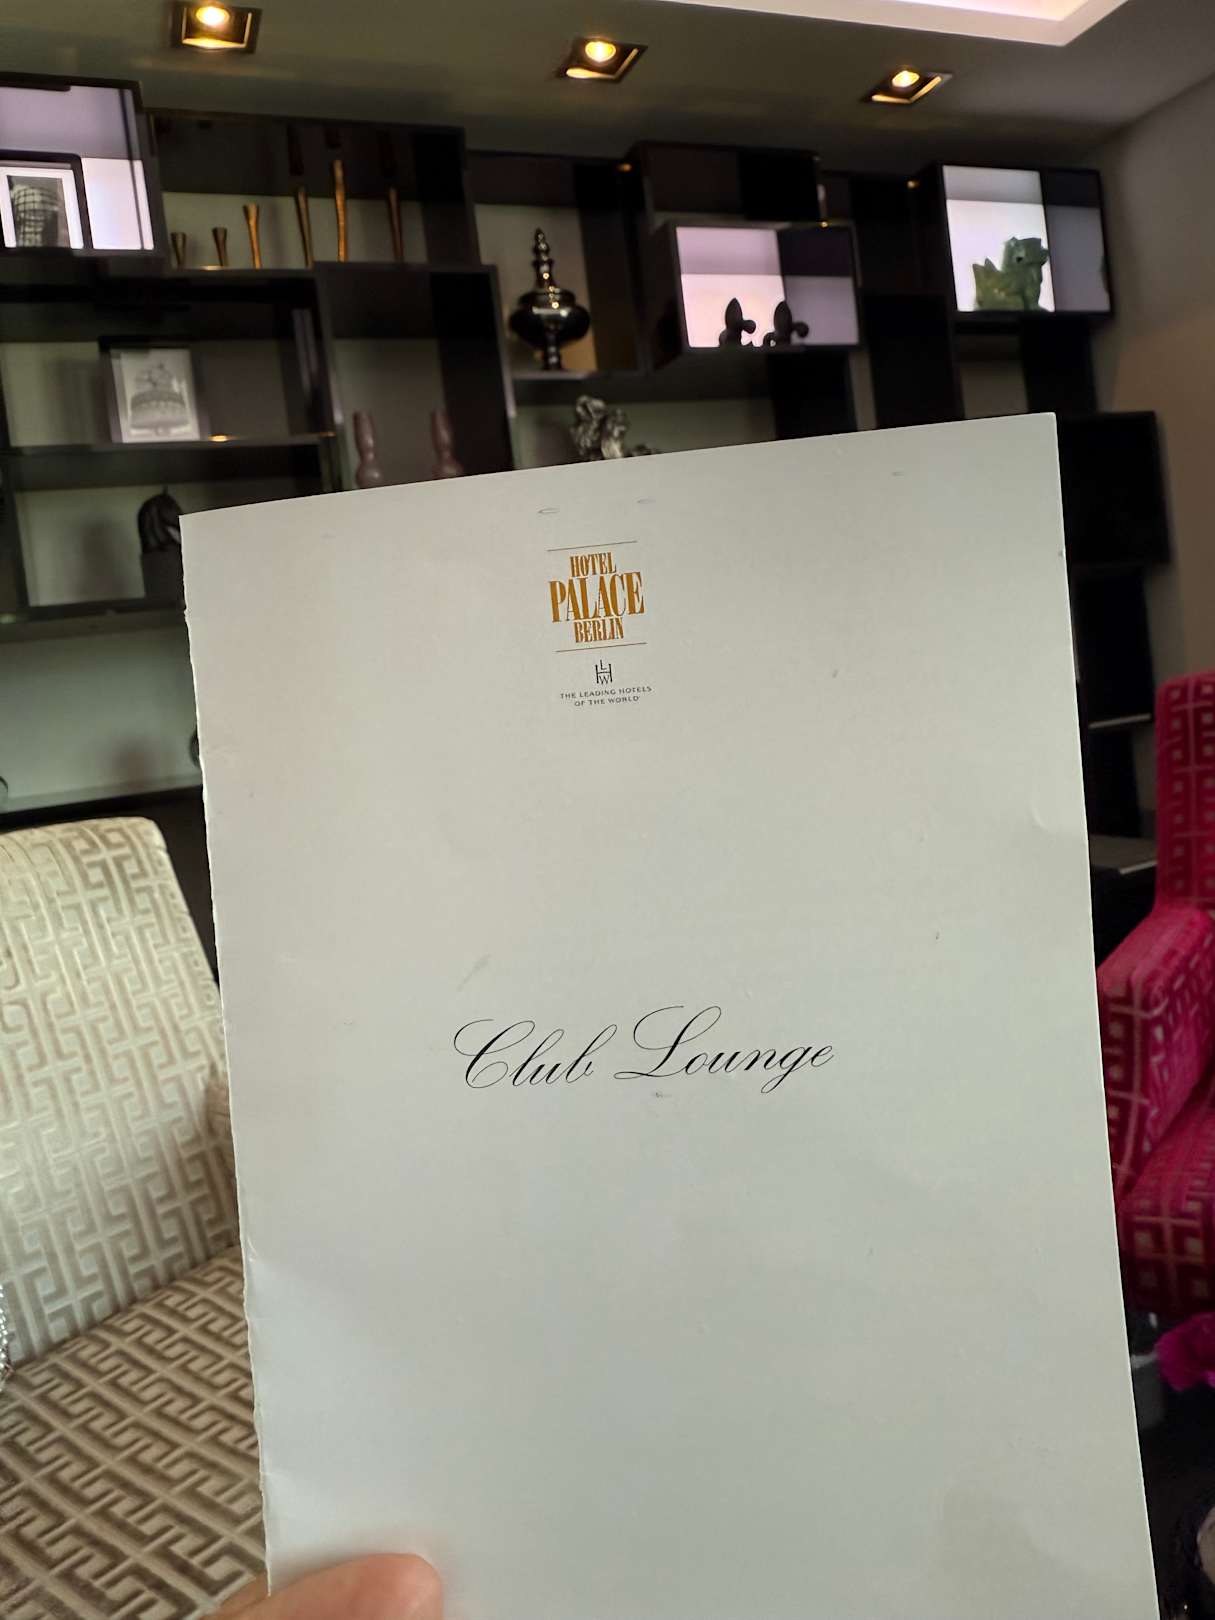 HOTEL
PALACE
BERLIN
LHW
THE LEADING HOTELS
OF THE WORLD
Club Lounge